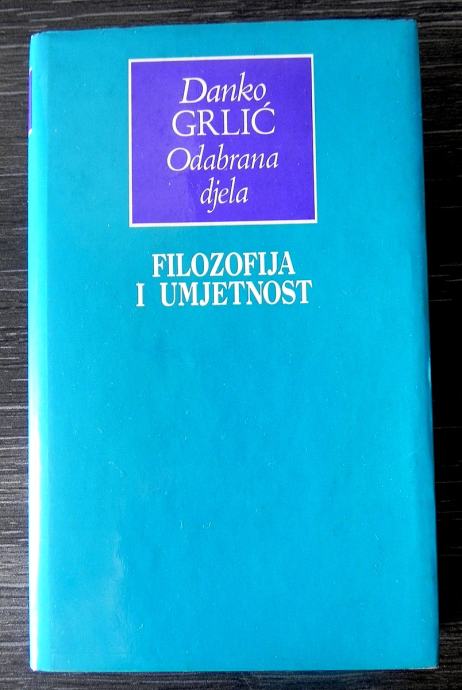 Danko
GRLIĆ
Odabrana
djela
FILOZOFIJA
I UMJETNOST